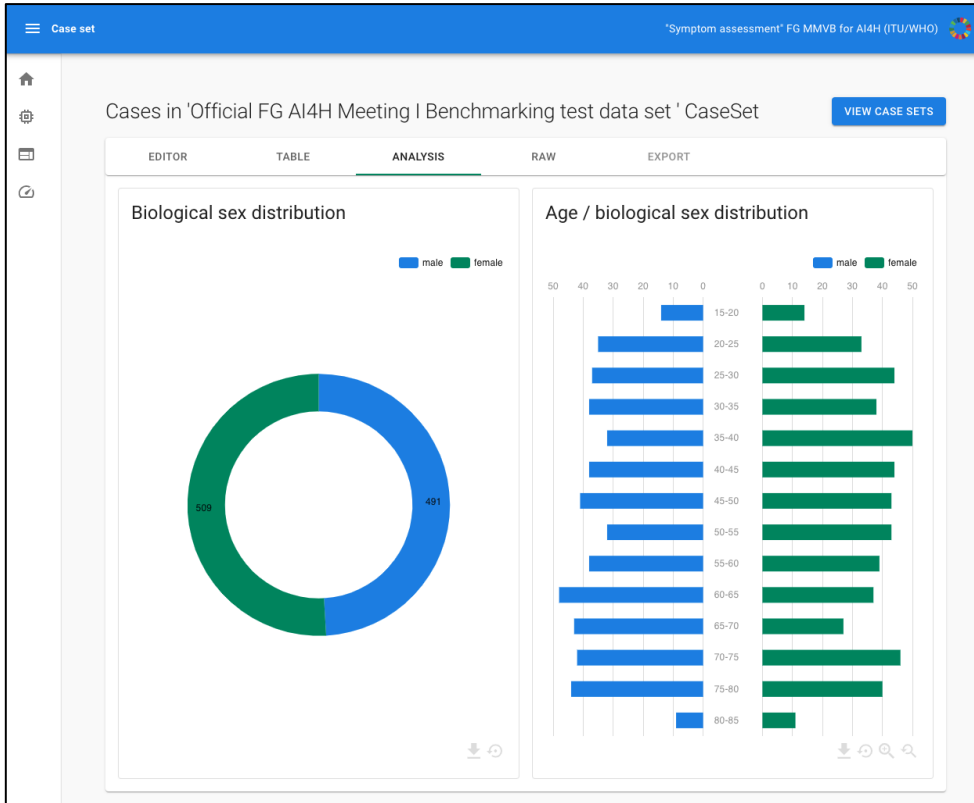 Case set
"Symptom assessment" FG MMVB for AI4H (ITU/WHO)
Cases in 'Official FG AI4H Meeting I Benchmarking test data set ' CaseSet
VIEW CASE SETS
EDITOR TABLE ANALYSIS RAW EXPORT
Biological sex distribution
male female
509
491
Age / biological sex distribution
male female
50 40 30 20 10 0 0 10 20 30 40 50
15-20
20-25
25-30
30-35
35-40
40-45
45-50
50-55
55-60
60-65
65-70
70-75
75-80
80-85